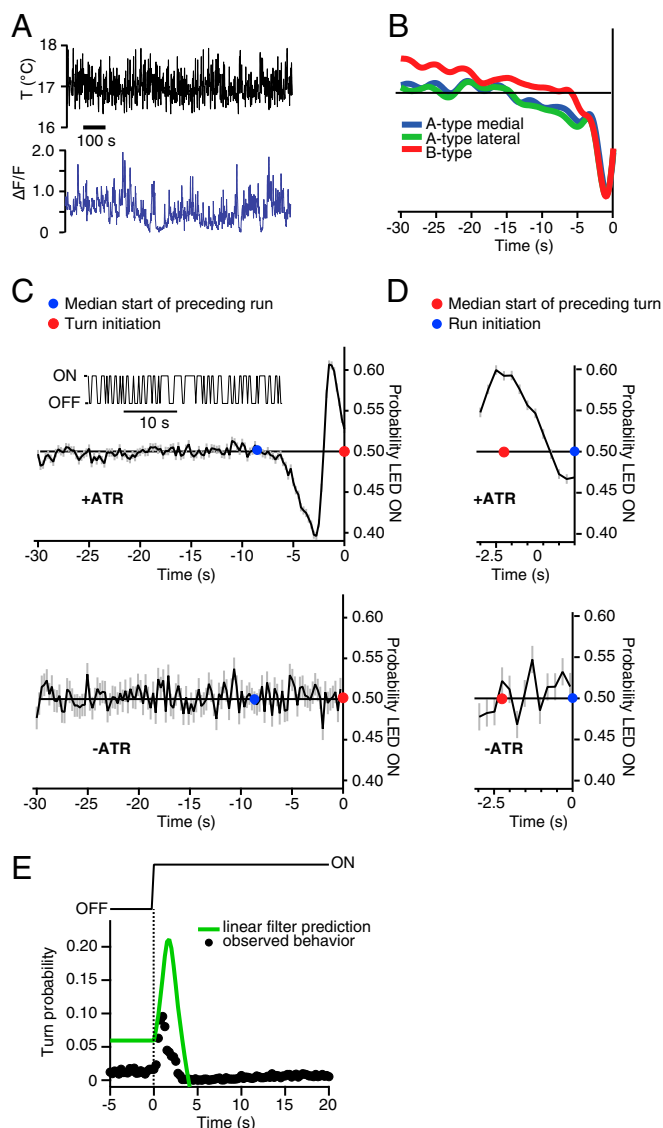 A
18
T (°C)
17
16
100 s
2.0
ΔF/F
1.0
0
B
A-type medial
A-type lateral
B-type
-30 -25 -20 -15 -10 -5 0
Time (s)
C
Median start of preceding run
Turn initiation
ON
OFF
10 s
+ATR
0.60
0.55
0.50
0.45
0.40
Probability LED ON
-30 -25 -20 -15 -10 -5 0
Time (s)
-ATR
0.60
0.55
0.50
0.45
0.40
Probability LED ON
-30 -25 -20 -15 -10 -5 0
Time (s)
D
Median start of preceding turn
Run initiation
+ATR
0.60
0.55
0.50
0.45
0.40
Probability LED ON
-2.5 0
Time (s)
-ATR
0.60
0.55
0.50
0.45
0.40
Probability LED ON
-2.5 0
Time (s)
E
ON
OFF
linear filter prediction
observed behavior
0.20
0.15
0.10
0.05
0
Turn probability
-5 0 5 10 15 20
Time (s)